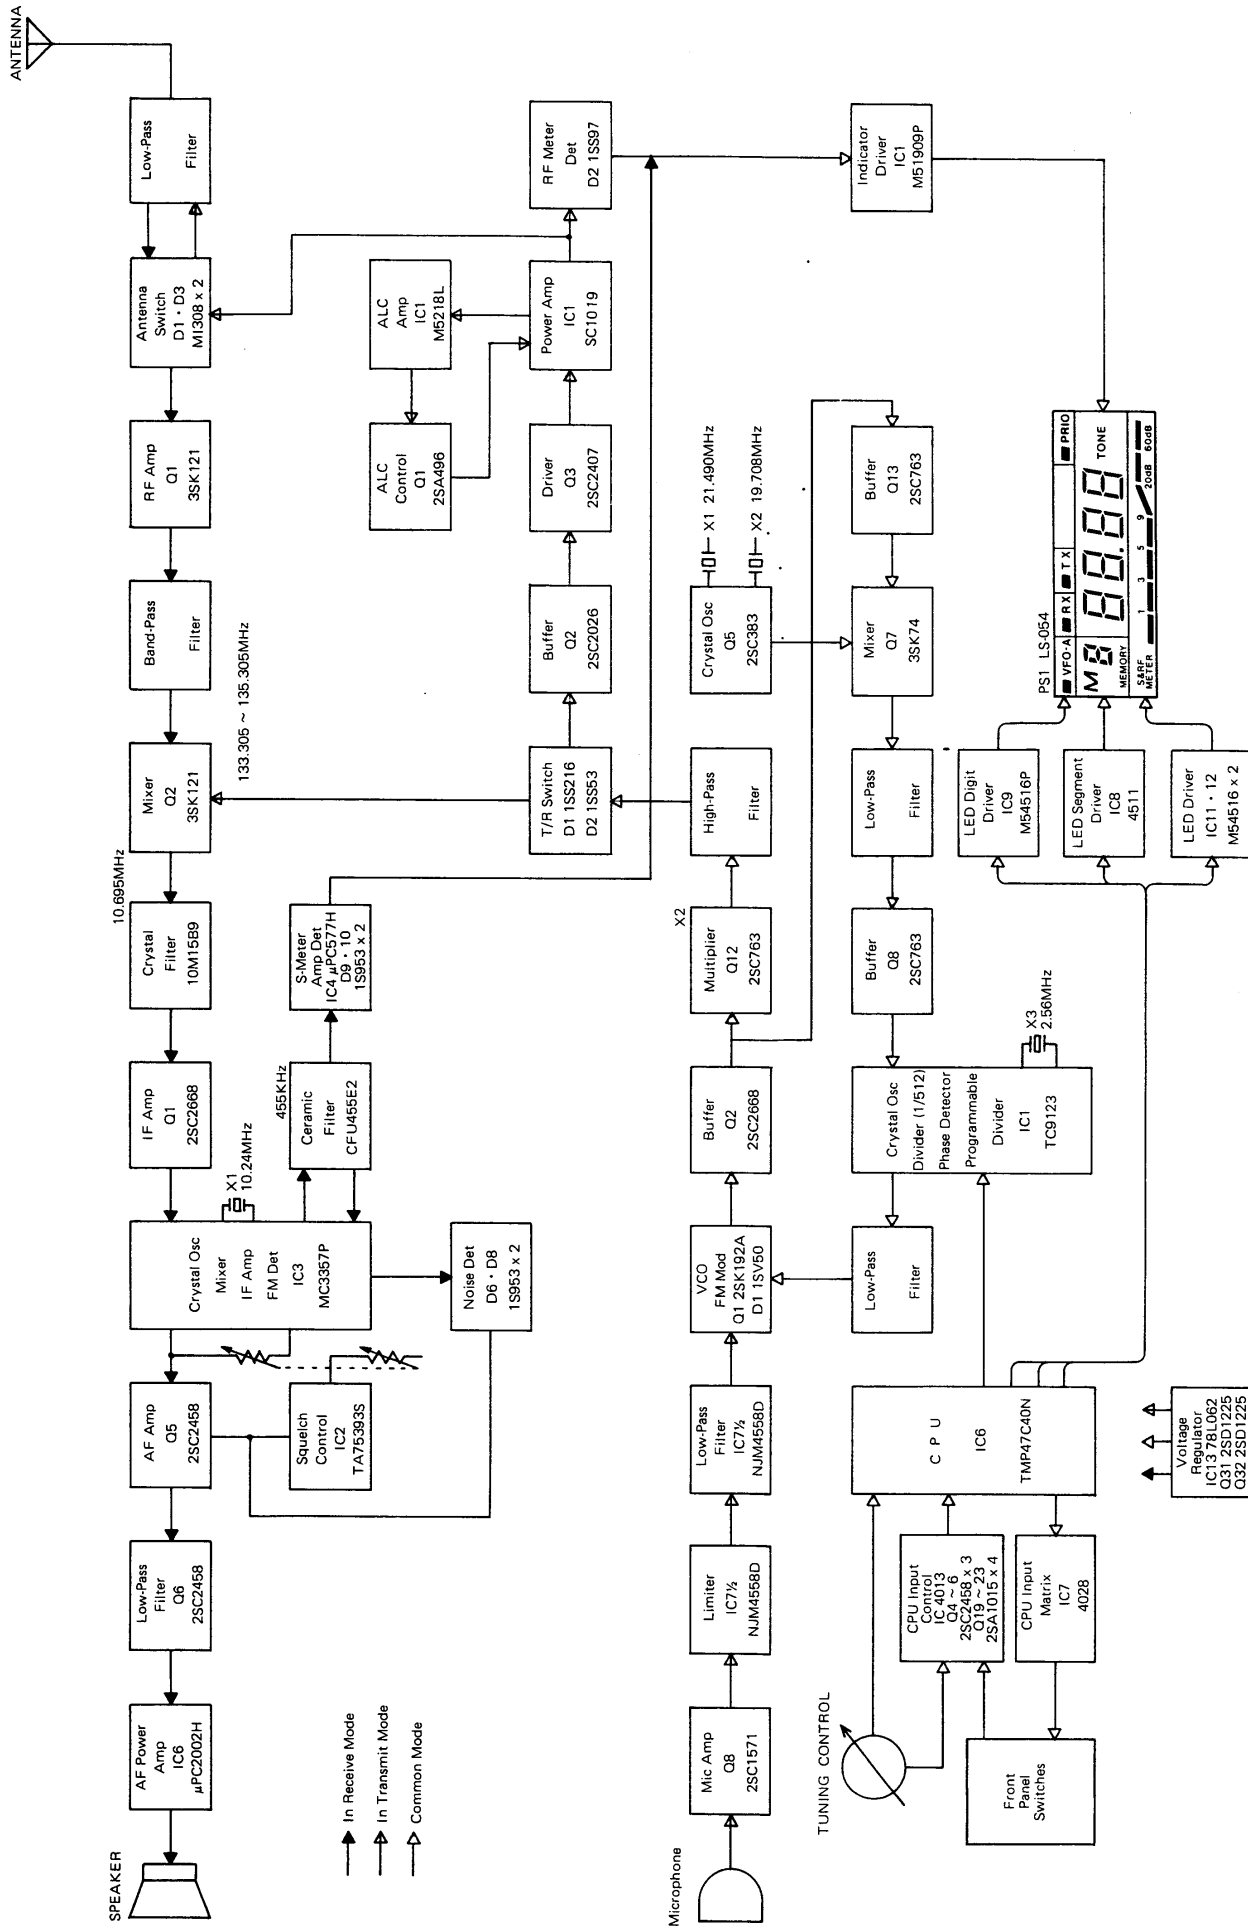 ANTENNA
Low-Pass
Filter
Antenna
Switch
D1 · D3
MI308 x 2
RF Amp
Q1
3SK121
Band-Pass
Filter
Mixer
Q2
3SK121
133.305 ~ 135.305MHz
10.695MHz
Crystal
Filter
10M15B9
IF Amp
Q1
2SC2668
Crystal Osc
Mixer
IF Amp
FM Det
IC3
MC3357P
X1
10.24MHz
455KHz
Ceramic
Filter
CFU455E2
S-Meter
Amp Det
IC4 µPC577H
D9 · 10
1S953 x 2
Noise Det
D6 · D8
1S953 x 2
AF Amp
Q5
2SC2458
Squelch
Control
IC2
TA75393S
Low-Pass
Filter
Q6
2SC2458
AF Power
Amp
IC6
µPC2002H
SPEAKER
In Receive Mode
In Transmit Mode
Common Mode
RF Meter
Det
D2 1SS97
ALC
Amp
IC1
M5218L
Power Amp
IC1
SC1019
ALC
Control
Q1
2SA496
Driver
Q3
2SC2407
Buffer
Q2
2SC2026
T/R Switch
D1 1SS216
D2 1SS53
High-Pass
Filter
X2
Multiplier
Q12
2SC763
Buffer
Q2
2SC2668
VCO
FM Mod
Q1 2SK192A
D1 1SV50
Low-Pass
Filter
IC7½
NJM4558D
Limiter
IC7½
NJM4558D
Mic Amp
Q8
2SC1571
Microphone
Crystal Osc
Q5
2SC383
X1 21.490MHz
X2 19.708MHz
Indicator
Driver
IC1
M51909P
Buffer
Q13
2SC763
Mixer
Q7
3SK74
Low-Pass
Filter
Buffer
Q8
2SC763
Crystal Osc
Divider (1/512)
Phase Detector
Programmable
Divider
IC1
TC9123
X3
2.56MHz
Low-Pass
Filter
CPU
IC6
TMP47C40N
TUNING CONTROL
CPU Input
Control
IC 4013
Q4 ~ 6
2SC2458 x 3
Q19 ~ 23
2SA1015 x 4
CPU Input
Matrix
IC7
4028
Front
Panel
Switches
LED Digit
Driver
IC9
M54516P
LED Segment
Driver
IC8
4511
LED Driver
IC11 · 12
M54516 x 2
PS1 LS-054
VFO-A RX TX PRIO
M8 88.88 TONE
MEMORY
S&RF
METER
1 3 5 9 20dB 60dB
Voltage
Regulator
IC13 78L062
Q31 2SD1225
Q32 2SD1225